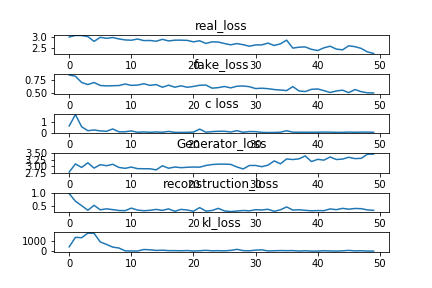 real_loss
3.0
2.5
0 10 20 30 40 50
fake_loss
0.75
0.50
0 10 20 30 40 50
c loss
1
0
0 10 20 30 40 50
Generator_loss
3.50
3.25
3.00
2.75
0 10 20 30 40 50
reconstruction_loss
1.0
0.5
0 10 20 30 40 50
kl_loss
1000
0
0 10 20 30 40 50